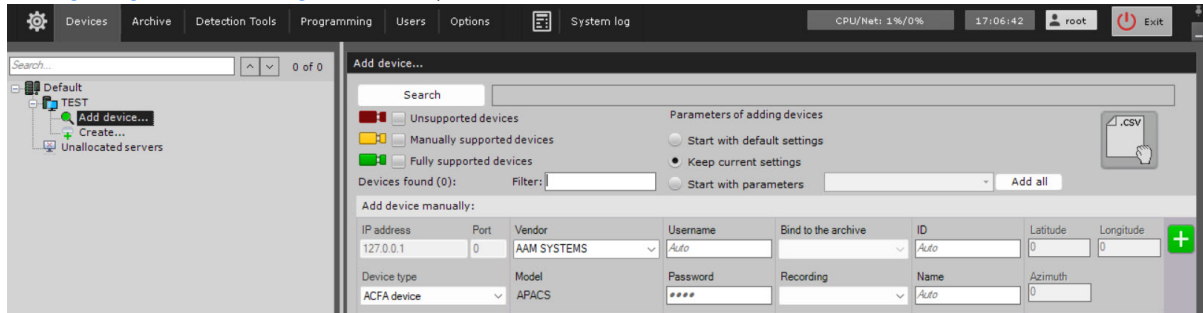 Devices Archive Detection Tools Programming Users Options System log CPU/Net: 1%/0% 17:06:42 root Exit
Search... 0 of 0
Default
TEST
Add device...
Create...
Unallocated servers
Add device...
Search
Unsupported devices
Manually supported devices
Fully supported devices
Parameters of adding devices
Start with default settings
Keep current settings
Start with parameters Add all
.csv
Devices found (0): Filter:
Add device manually:
IP address Port Vendor Username Bind to the archive ID Latitude Longitude
127.0.0.1 0 AAM SYSTEMS Auto Auto 0 0
Device type Model Password Recording Name Azimuth
ACFA device APACS **** Auto 0